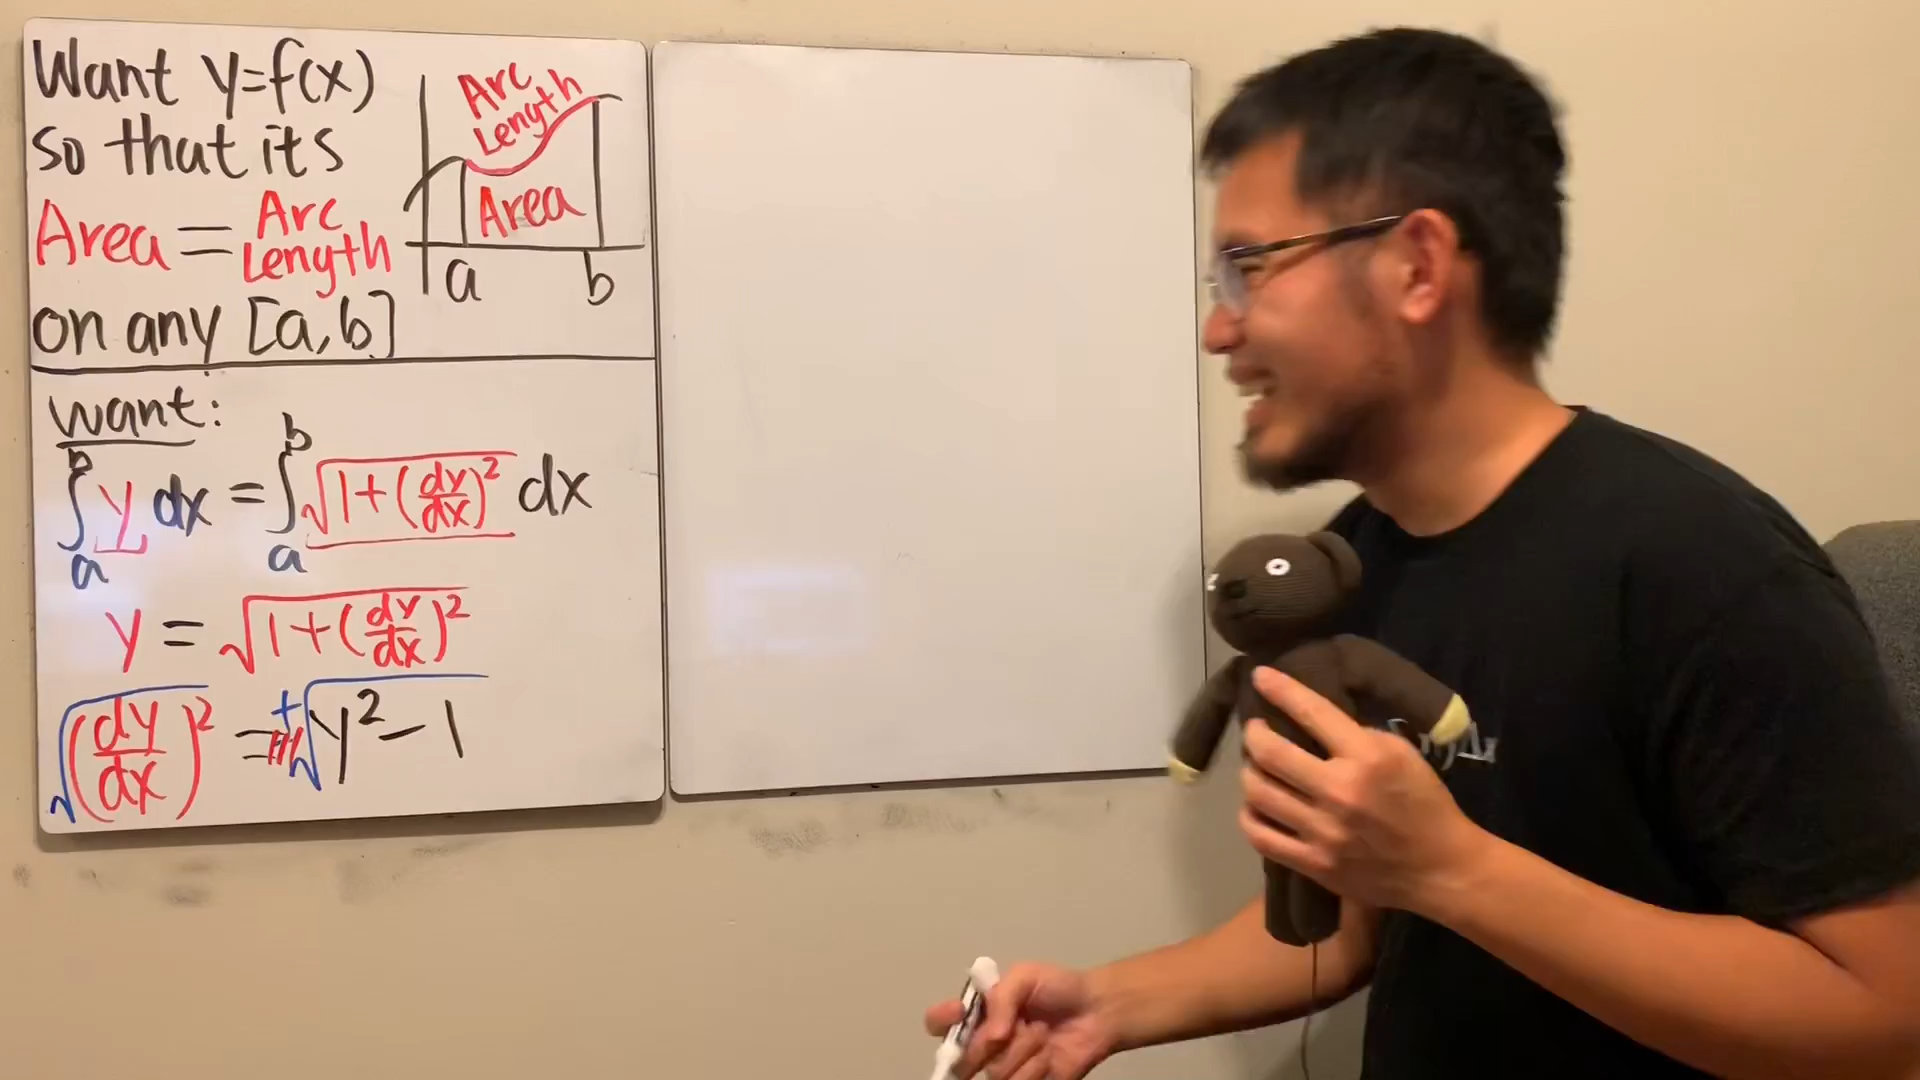 Want y=f(x)
so that its
Area = Arc Length
on any [a,b]
Arc
Length
Area
a b
want:
∫_a^b y dx = ∫_a^b √(1+(dy/dx)²) dx
y = √(1+(dy/dx)²)
√(dy/dx)² = √y²-1